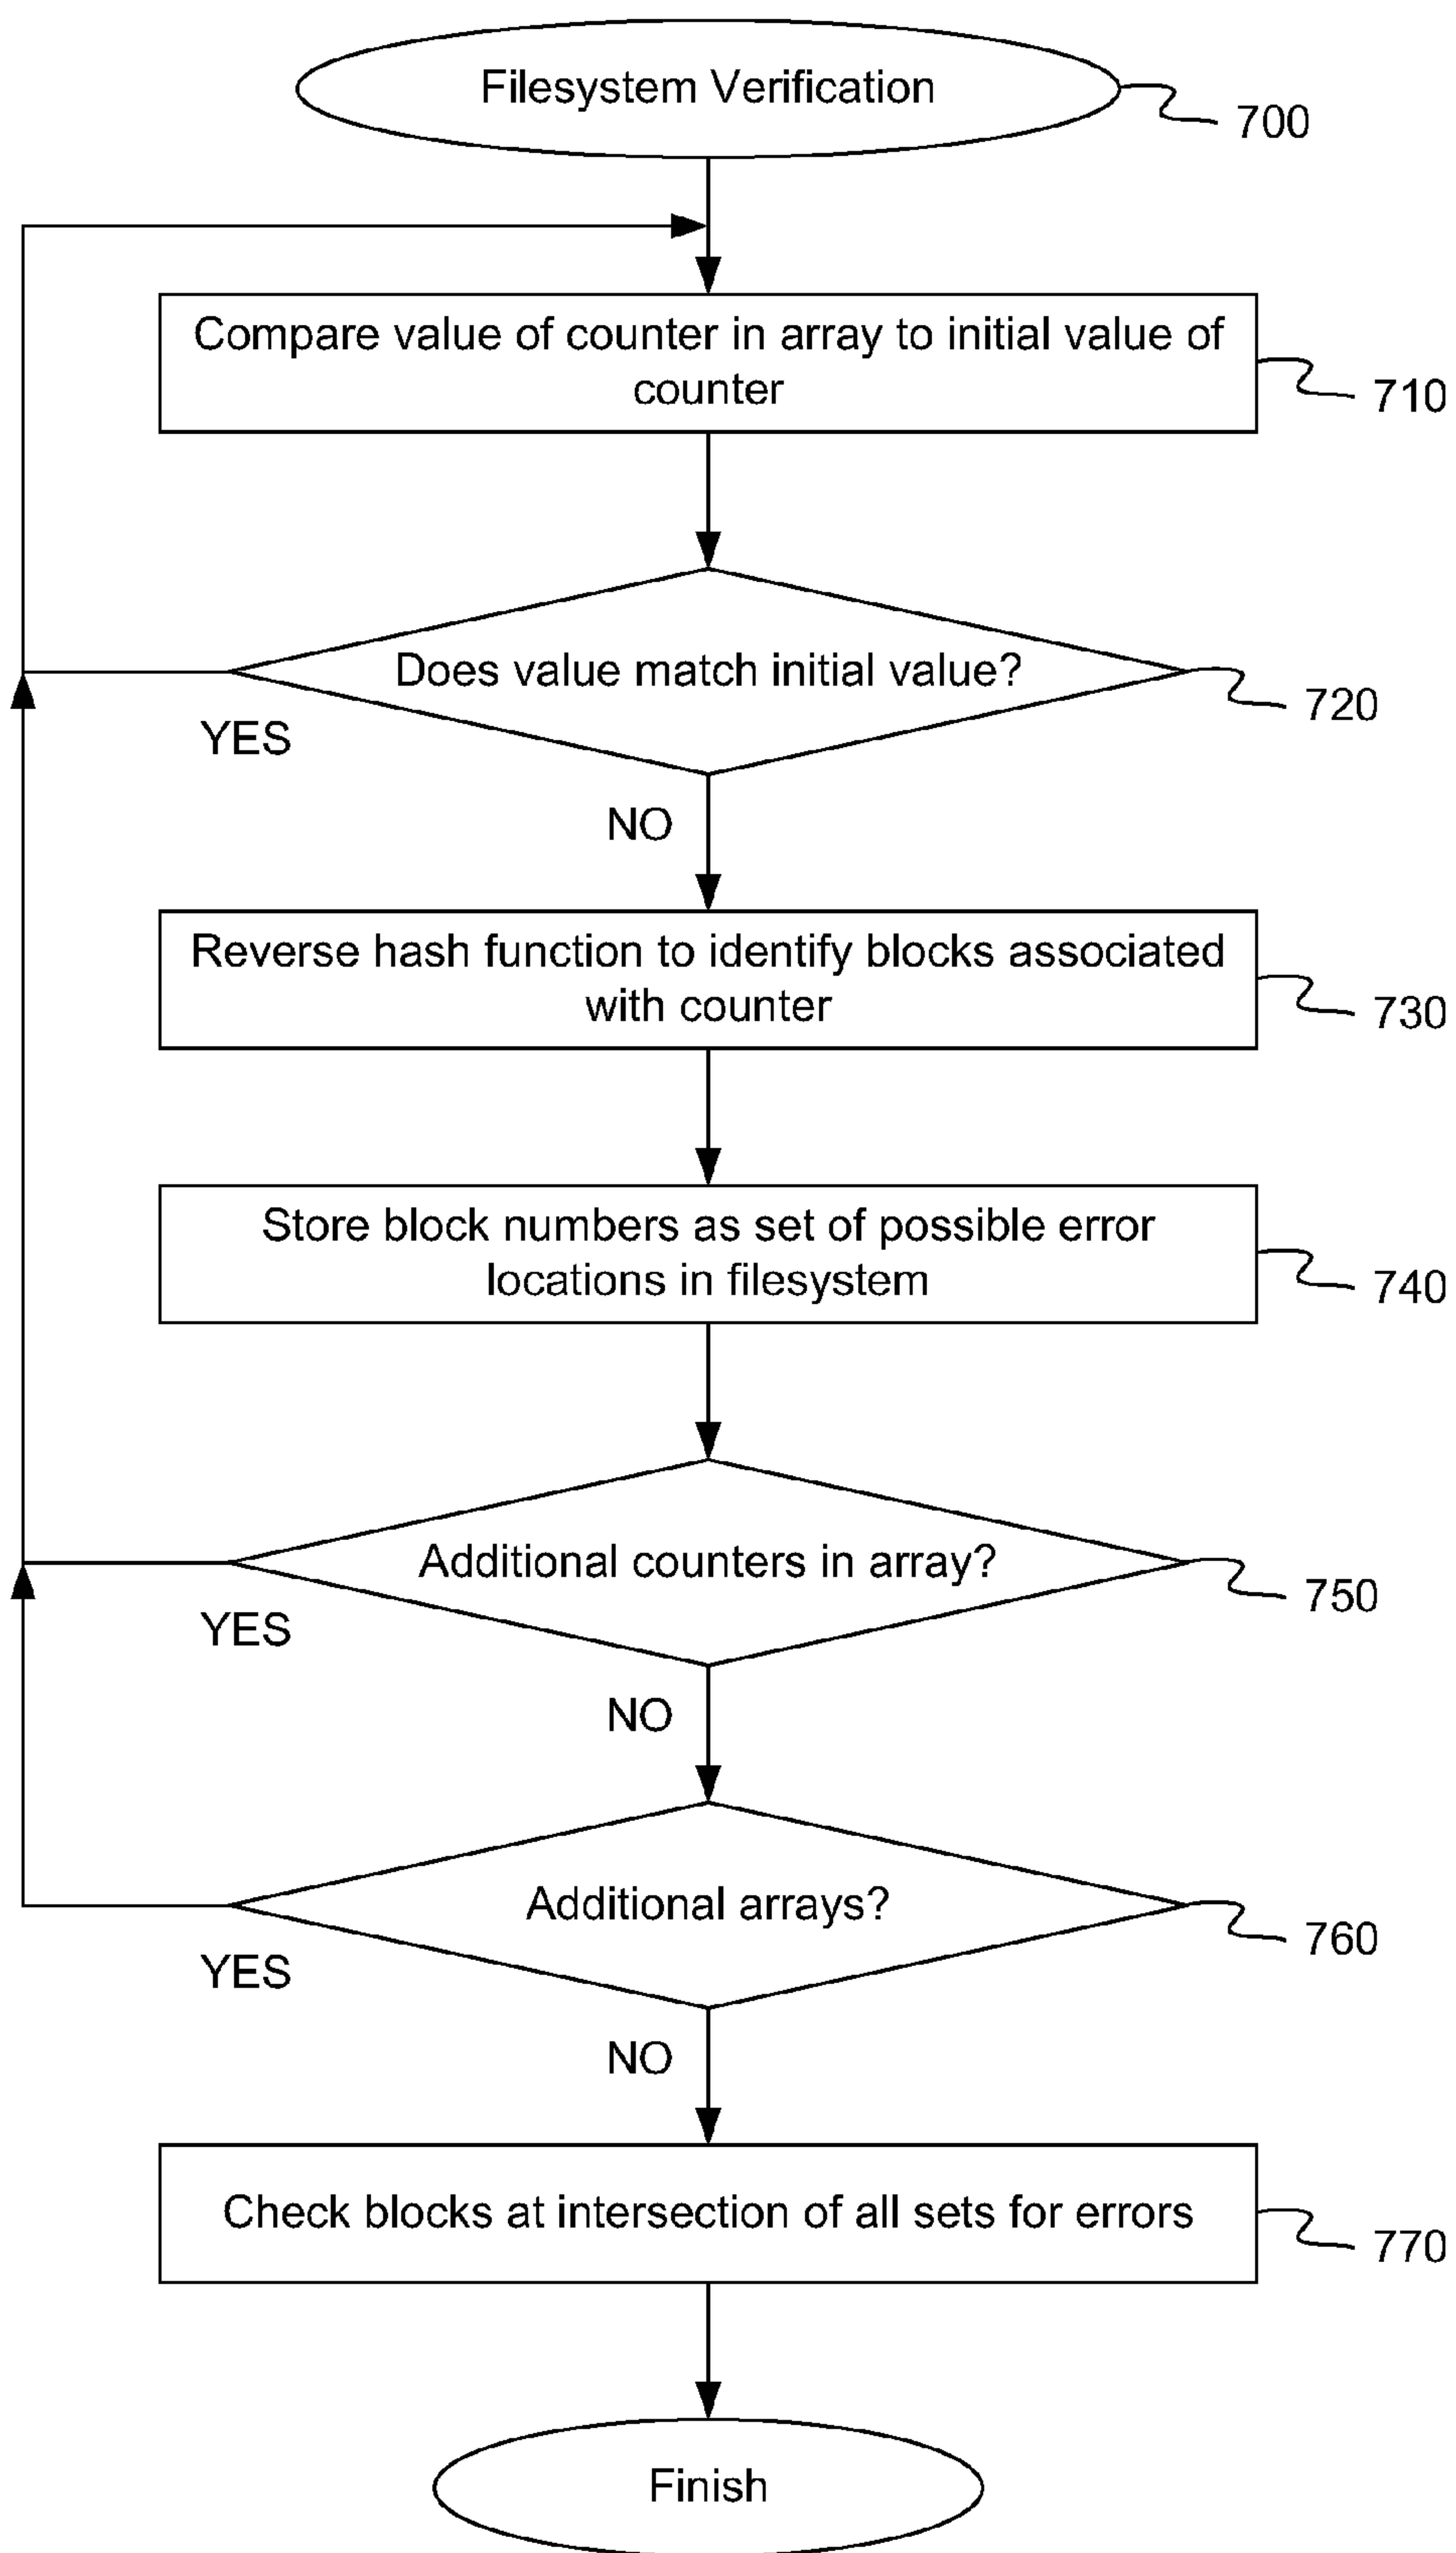 Filesystem Verification
700
Compare value of counter in array to initial value of
counter
710
Does value match initial value?
720
YES
NO
Reverse hash function to identify blocks associated
with counter
730
Store block numbers as set of possible error
locations in filesystem
740
Additional counters in array?
750
YES
NO
Additional arrays?
760
YES
NO
Check blocks at intersection of all sets for errors
770
Finish